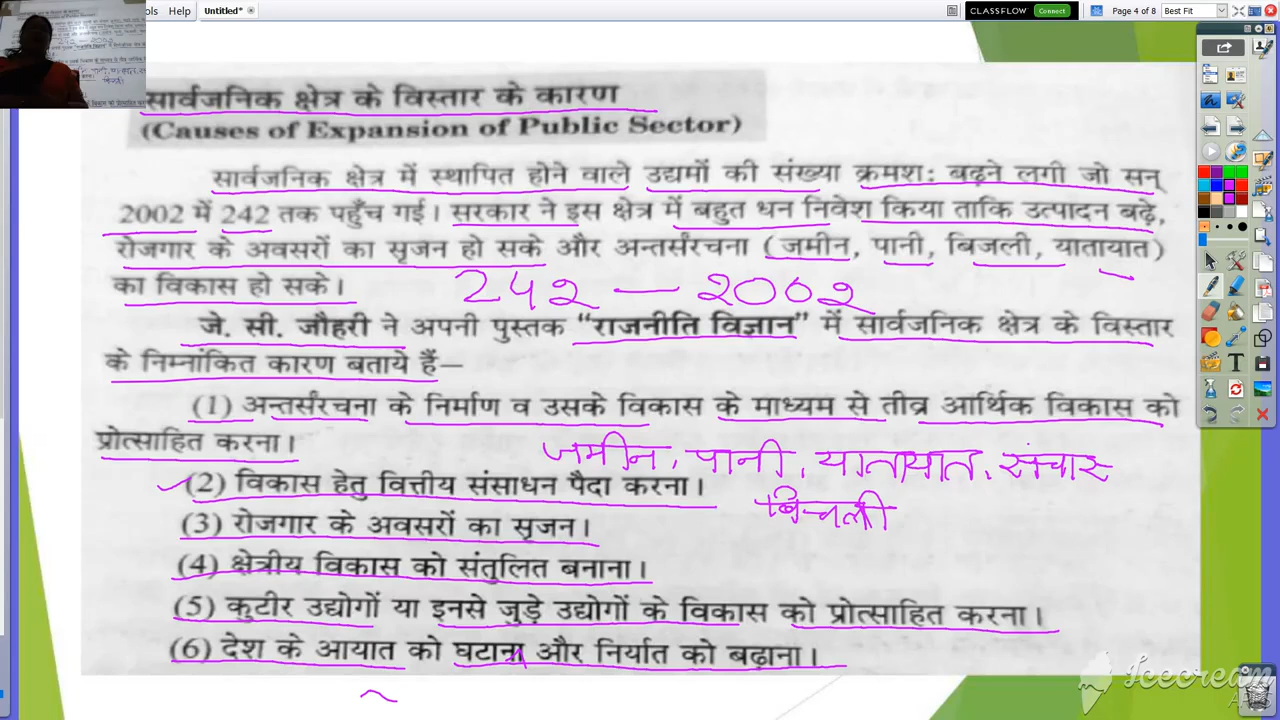 ols Help Untitled* CLASSFLOW Connect Page 4 of 8 Best Fit
सार्वजनिक क्षेत्र के विस्तार के कारण
(Causes of Expansion of Public Sector)
सार्वजनिक क्षेत्र में स्थापित होने वाले उद्यमों की संख्या क्रमश: बढ़ने लगी जो सन्
2002 में 242 तक पहुँच गई। सरकार ने इस क्षेत्र में बहुत धन निवेश किया ताकि उत्पादन बढ़े,
रोजगार के अवसरों का सृजन हो सके और अन्तर्संरचना (जमीन, पानी, बिजली, यातायात)
का विकास हो सके।
242 — 2002
जे. सी. जौहरी ने अपनी पुस्तक “राजनीति विज्ञान” में सार्वजनिक क्षेत्र के विस्तार
के निम्नांकित कारण बताये हैं—
(1) अन्तर्संरचना के निर्माण व उसके विकास के माध्यम से तीव्र आर्थिक विकास को
प्रोत्साहित करना।
जमीन, पानी, यातायात, संचार
बिचली
(2) विकास हेतु वित्तीय संसाधन पैदा करना।
(3) रोजगार के अवसरों का सृजन।
(4) क्षेत्रीय विकास को संतुलित बनाना।
(5) कुटीर उद्योगों या इनसे जुड़े उद्योगों के विकास को प्रोत्साहित करना।
(6) देश के आयात को घटाना और निर्यात को बढ़ाना।
Icecream
APPS